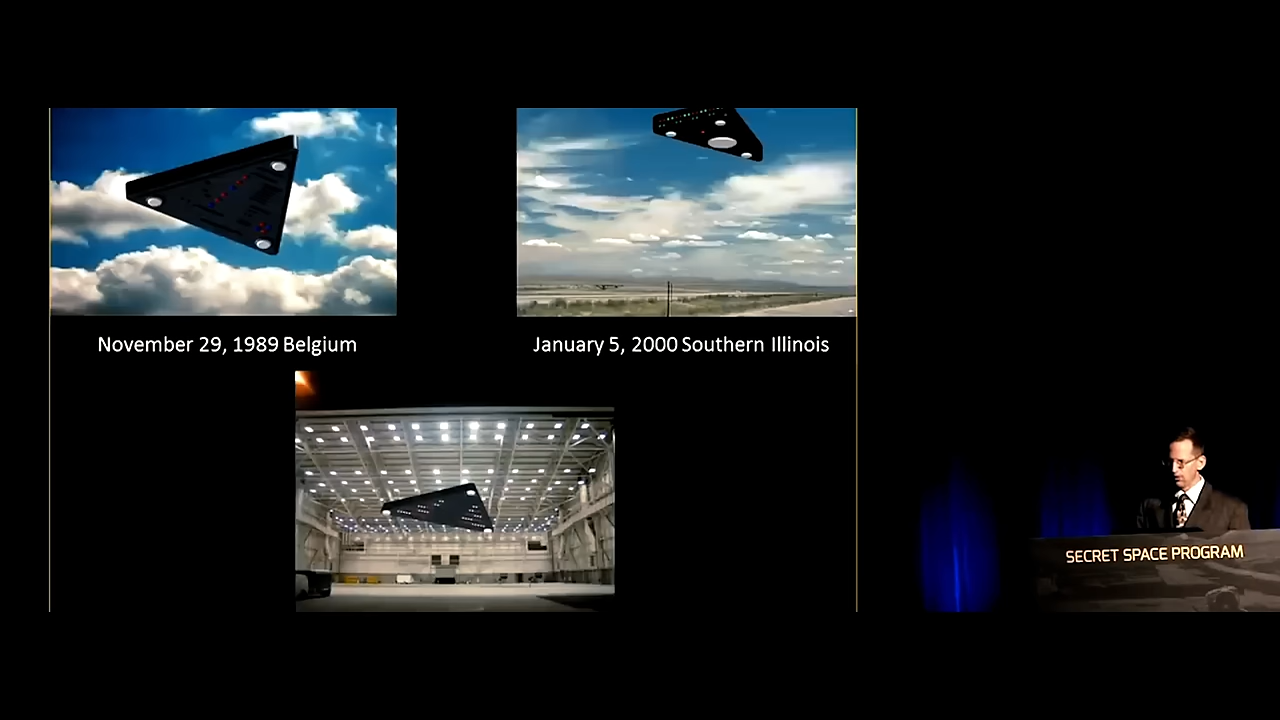 November 29, 1989 Belgium
January 5, 2000 Southern Illinois
SECRET SPACE PROGRAM